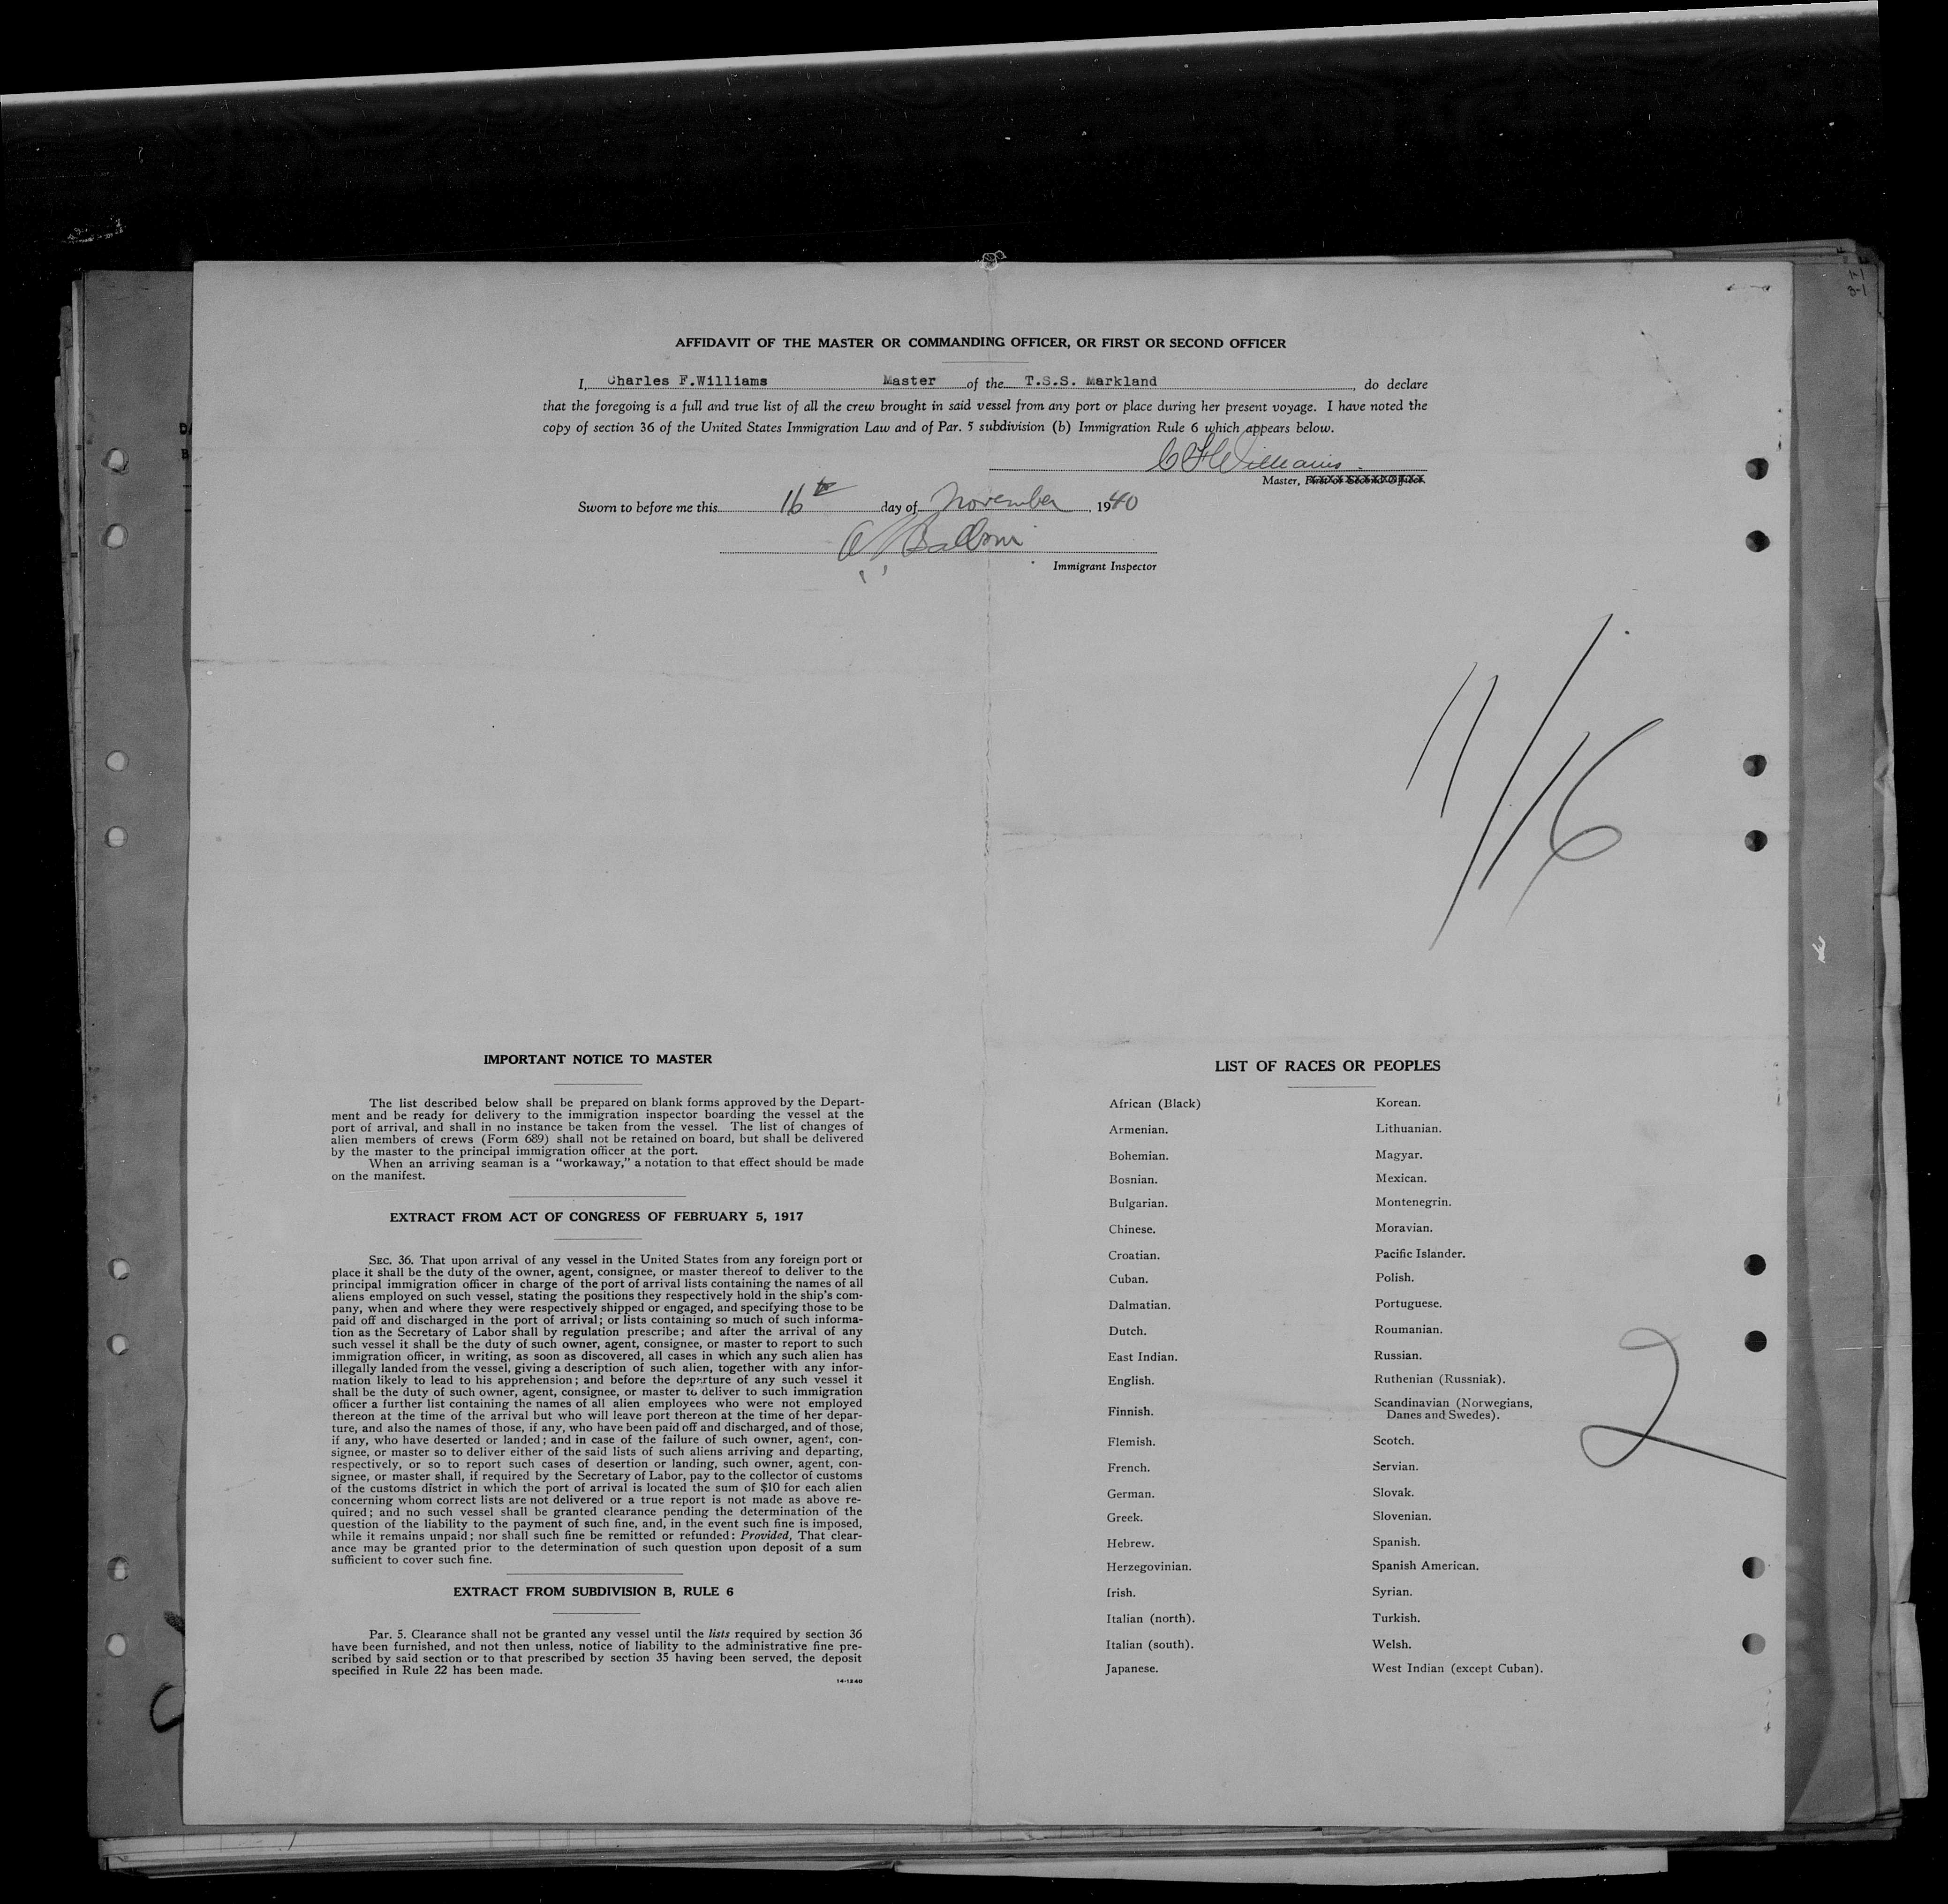 AFFIDAVIT OF THE MASTER OR COMMANDING OFFICER, OR FIRST OR SECOND OFFICER
I, Charles F.Williams Master of the T.S.S. Markland, do declare
that the foregoing is a full and true list of all the crew brought in said vessel from any port or place during her present voyage. I have noted the
copy of section 36 of the United States Immigration Law and of Par. 5 subdivision (b) Immigration Rule 6 which appears below.
C F Williams.
Master, First or Second Officer.
Sworn to before me this 16th day of November, 1940
Immigrant Inspector
11/16
IMPORTANT NOTICE TO MASTER
The list described below shall be prepared on blank forms approved by the Depart-
ment and be ready for delivery to the immigration inspector boarding the vessel at the
port of arrival, and shall in no instance be taken from the vessel. The list of changes of
alien members of crews (Form 689) shall not be retained on board, but shall be delivered
by the master to the principal immigration officer at the port.
When an arriving seaman is a "workaway," a notation to that effect should be made
on the manifest.
EXTRACT FROM ACT OF CONGRESS OF FEBRUARY 5, 1917
SEC. 36. That upon arrival of any vessel in the United States from any foreign port or
place it shall be the duty of the owner, agent, consignee, or master thereof to deliver to the
principal immigration officer in charge of the port of arrival lists containing the names of all
aliens employed on such vessel, stating the positions they respectively hold in the ship's com-
pany, when and where they were respectively shipped or engaged, and specifying those to be
paid off and discharged in the port of arrival; or lists containing so much of such informa-
tion as the Secretary of Labor shall by regulation prescribe; and after the arrival of any
such vessel it shall be the duty of such owner, agent, consignee, or master to report to such
immigration officer, in writing, as soon as discovered, all cases in which any such alien has
illegally landed from the vessel, giving a description of such alien, together with any infor-
mation likely to lead to his apprehension; and before the departure of any such vessel it
shall be the duty of such owner, agent, consignee, or master to deliver to such immigration
officer a further list containing the names of all alien employees who were not employed
thereon at the time of the arrival but who will leave port thereon at the time of her depar-
ture, and also the names of those, if any, who have been paid off and discharged, and of those,
if any, who have deserted or landed; and in case of the failure of such owner, agent, con-
signee, or master so to deliver either of the said lists of such aliens arriving and departing,
respectively, or so to report such cases of desertion or landing, such owner, agent, con-
signee, or master shall, if required by the Secretary of Labor, pay to the collector of customs
of the customs district in which the port of arrival is located the sum of $10 for each alien
concerning whom correct lists are not delivered or a true report is not made as above re-
quired; and no such vessel shall be granted clearance pending the determination of the
question of the liability to the payment of such fine, and, in the event such fine is imposed,
while it remains unpaid; nor shall such fine be remitted or refunded: Provided, That clear-
ance may be granted prior to the determination of such question upon deposit of a sum
sufficient to cover such fine.
EXTRACT FROM SUBDIVISION B, RULE 6
Par. 5. Clearance shall not be granted any vessel until the lists required by section 36
have been furnished, and not then unless, notice of liability to the administrative fine pre-
scribed by said section or to that prescribed by section 35 having been served, the deposit
specified in Rule 22 has been made.
14-1240
LIST OF RACES OR PEOPLES
African (Black)
Armenian.
Bohemian.
Bosnian.
Bulgarian.
Chinese.
Croatian.
Cuban.
Dalmatian.
Dutch.
East Indian.
English.
Finnish.
Flemish.
French.
German.
Greek.
Hebrew.
Herzegovinian.
Irish.
Italian (north).
Italian (south).
Japanese.
Korean.
Lithuanian.
Magyar.
Mexican.
Montenegrin.
Moravian.
Pacific Islander.
Polish.
Portuguese.
Roumanian.
Russian.
Ruthenian (Russniak).
Scandinavian (Norwegians,
Danes and Swedes).
Scotch.
Servian.
Slovak.
Slovenian.
Spanish.
Spanish American.
Syrian.
Turkish.
Welsh.
West Indian (except Cuban).
2